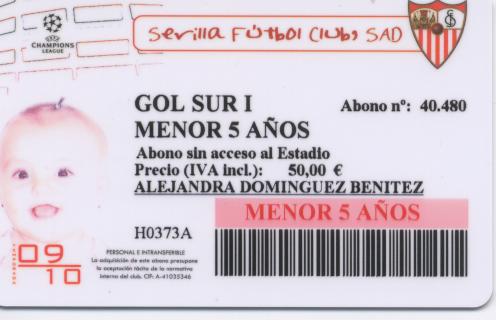 CHAMPIONS
LEAGUE
Sevilla Fútbol Club, SAD
GOL SUR I
Abono nº: 40.480
MENOR 5 AÑOS
Abono sin acceso al Estadio
Precio (IVA incl.): 50,00 €
ALEJANDRA DOMINGUEZ BENITEZ
MENOR 5 AÑOS
H0373A
09
10
PERSONAL E INTRANSFERIBLE
La adquisición de este abono presupone
la aceptación tácita de la normativa
interna del club. CIF: A-41035346